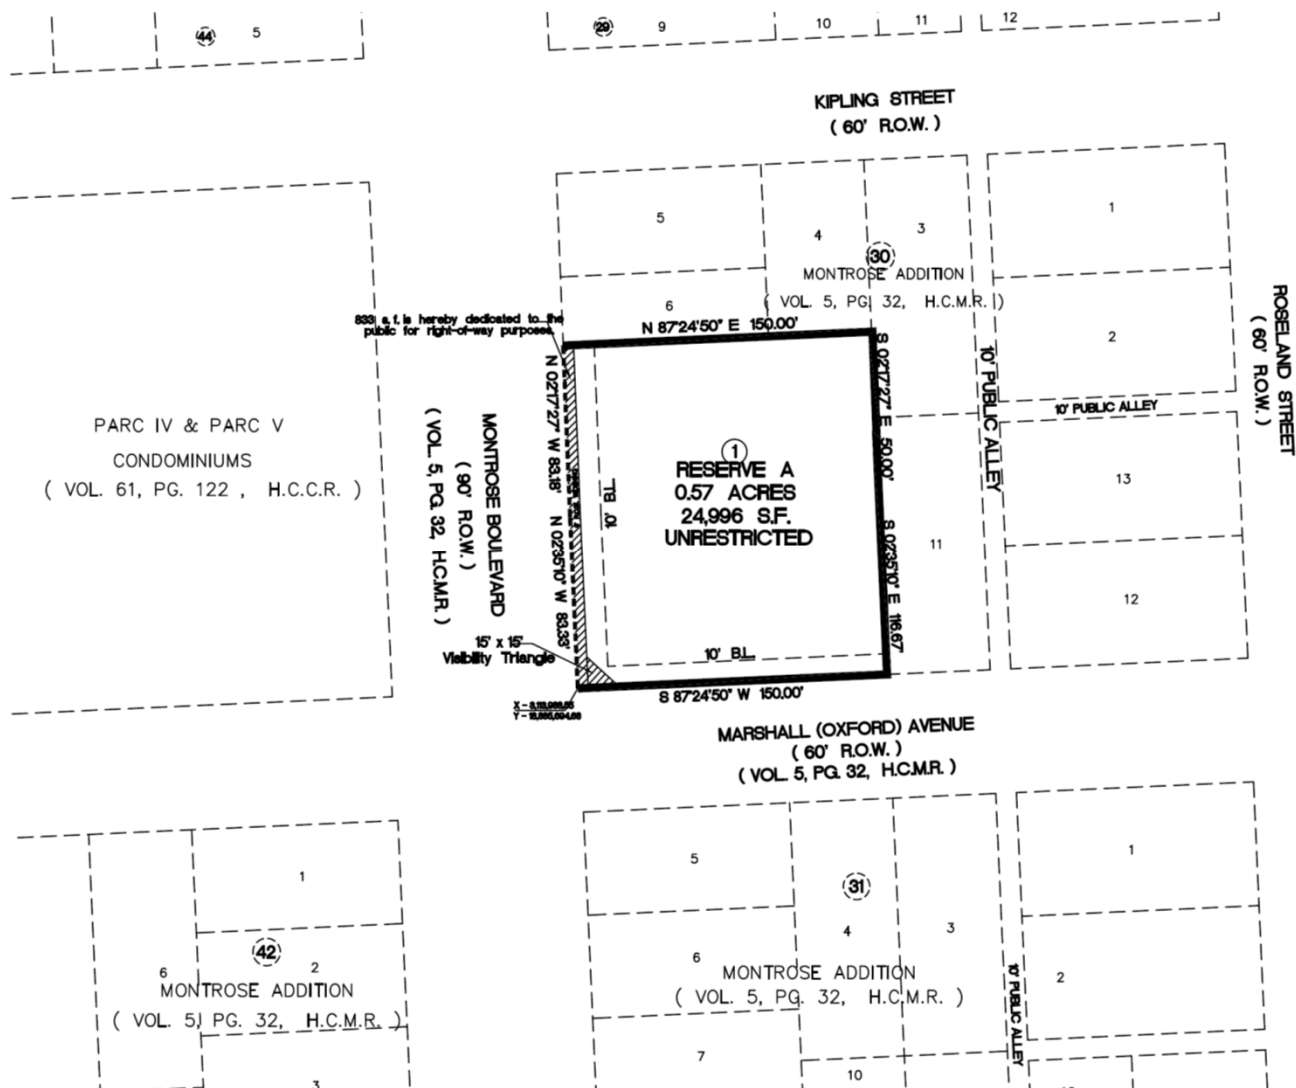 44
5
29
9
10
11
12
KIPLING STREET
( 60' R.O.W. )
5
4
3
1
30
MONTROSE ADDITION
( VOL. 5, PG. 32, H.C.M.R. )
6
2
833 s.f. is hereby dedicated to the
public for right-of-way purposes.
N 87°24'50" E 150.00'
S 02°17'27" E 50.00'
10' PUBLIC ALLEY
10' PUBLIC ALLEY
ROSELAND STREET
( 60' R.O.W. )
PARC IV & PARC V
CONDOMINIUMS
( VOL. 61, PG. 122 , H.C.C.R. )
MONTROSE BOULEVARD
( 90' R.O.W. )
( VOL. 5, PG. 32, H.C.M.R. )
N 02°17'27" W 83.18'
N 02°35'10" W 83.33'
10' BL
1
RESERVE A
0.57 ACRES
24,996 S.F.
UNRESTRICTED
S 02°35'10" E 116.67'
11
13
12
15' x 15'
Visibility Triangle
10' B.L.
S 87°24'50" W 150.00'
MARSHALL (OXFORD) AVENUE
( 60' R.O.W. )
( VOL. 5, PG. 32, H.C.M.R. )
1
42
2
6
MONTROSE ADDITION
( VOL. 5, PG. 32, H.C.M.R. )
3
5
31
4
3
6
MONTROSE ADDITION
( VOL. 5, PG. 32, H.C.M.R. )
7
10
10' PUBLIC ALLEY
1
2